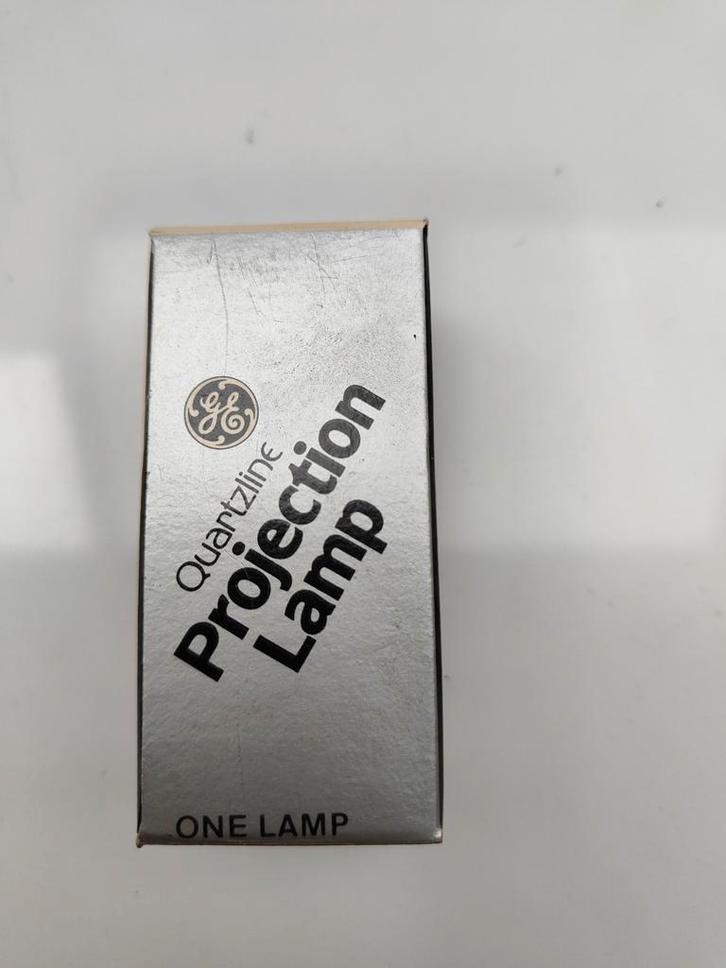 GE
Quartzline
Projection
Lamp
ONE LAMP